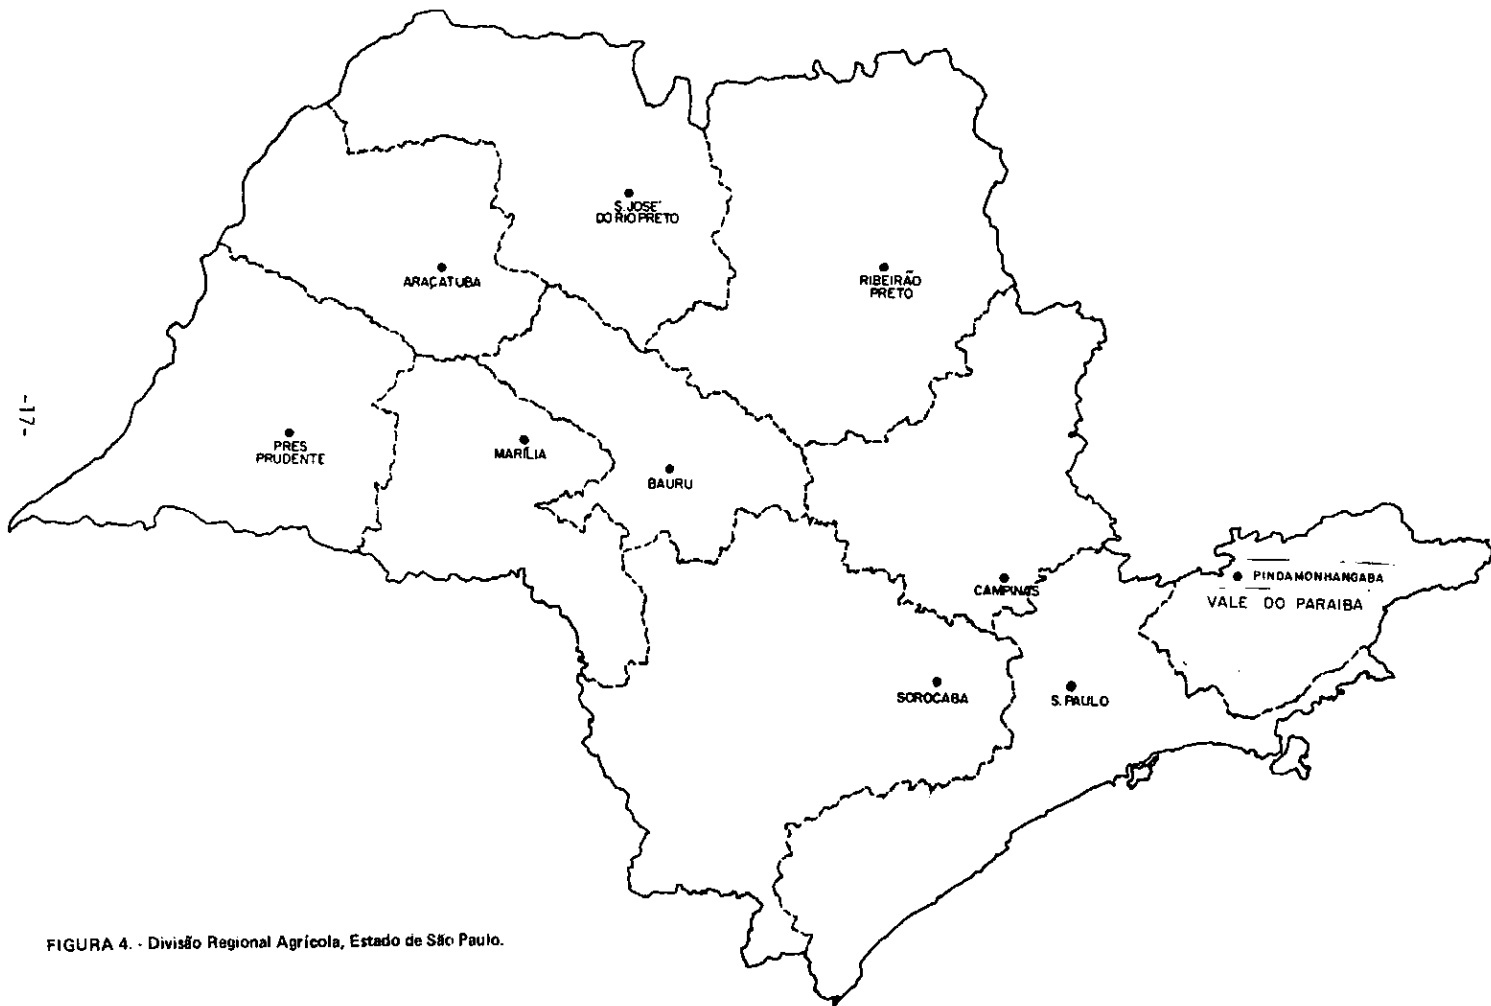 S. JOSÉ
DO RIO PRETO
ARAÇATUBA
RIBEIRÃO
PRETO
PRES
PRUDENTE
MARÍLIA
BAURU
CAMPINAS
PINDAMONHANGABA
VALE DO PARAIBA
SOROCABA
S. PAULO
-17-
FIGURA 4. - Divisão Regional Agrícola, Estado de São Paulo.